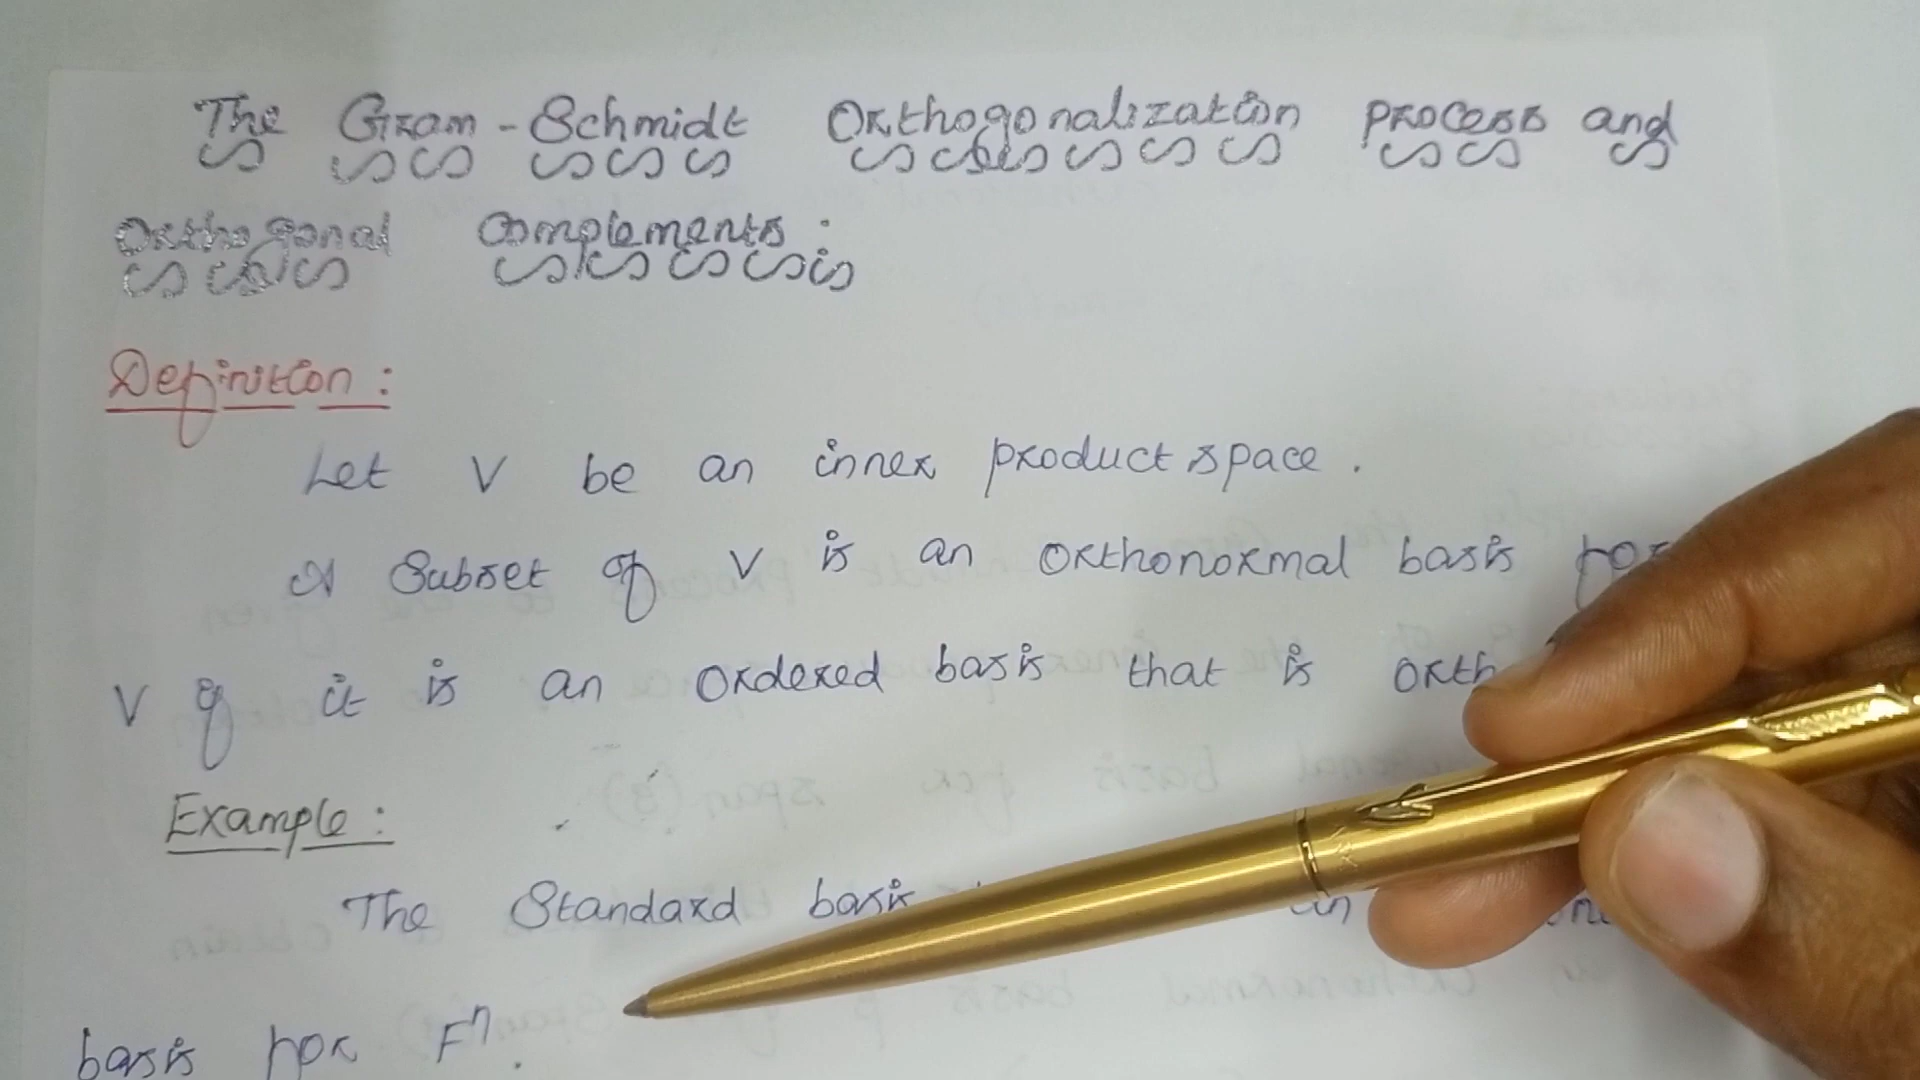 The Gram-Schmidt Orthogonalization process and
Orthogonal Complements :
Definition :
Let V be an inner product space .
A Subset of V is an orthonormal basis for
V if it is an ordered basis that is orth
Example :
The Standard basis
basis for Fⁿ.